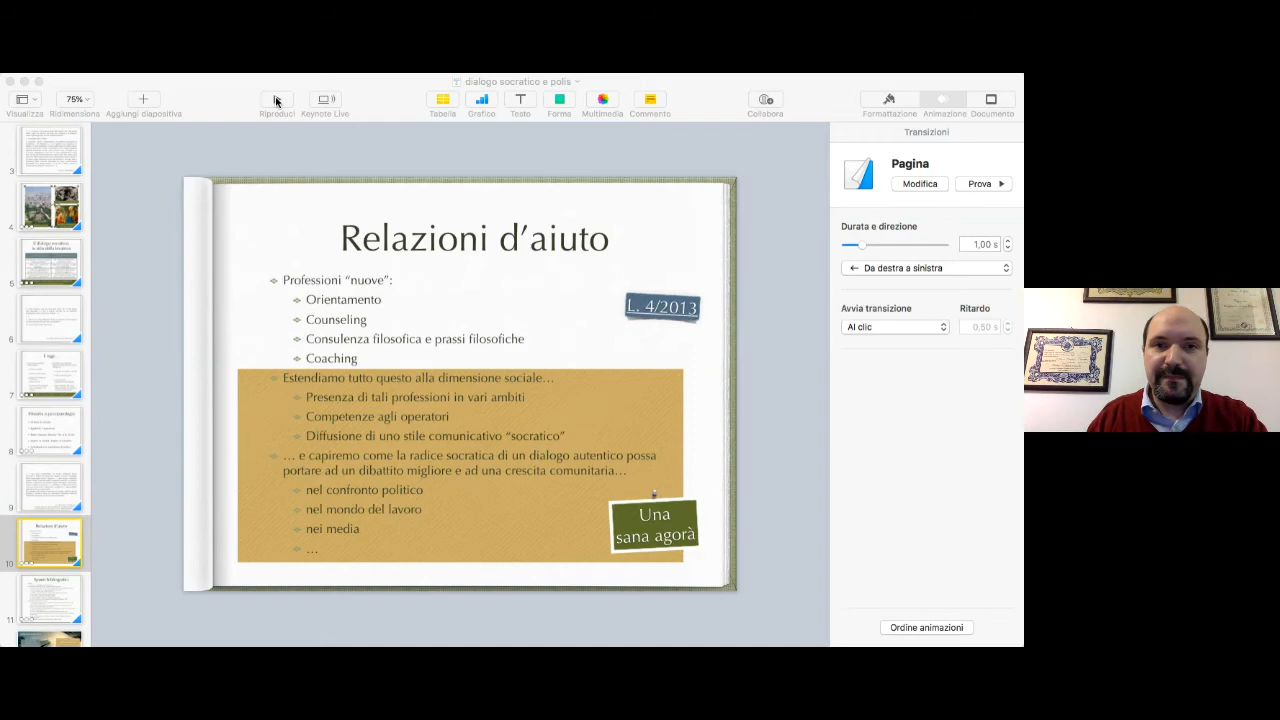 dialogo socratico e polis
75%
Visualizza
Ridimensiona
Aggiungi diapositiva
Riproduci
Keynote Live
Tabella
Grafico
Testo
Forma
Multimedia
Commento
Collabora
Formattazione
Animazione
Documento
3
4
5
6
7
8
9
10
11
Relazioni d’aiuto
Professioni “nuove”:
Orientamento
Counseling
Consulenza filosofica e prassi filosofiche
Coaching
L. 4/2013
Estendiamo tutto questo alla dimensione sociale…
Presenza di tali professioni in vari ambiti
Competenze agli operatori
Diffusione di uno stile comunicativo “socratico”
… e capiremo come la radice socratica di un dialogo autentico possa
portare ad un dibattito migliore e ad una crescita comunitaria…
nel confronto politico
nel mondo del lavoro
nei media
…
Una
sana agorà
Transizioni
Pagina
Modifica
Prova
Durata e direzione
1,00 s
Da destra a sinistra
Avvia transizione
Ritardo
Al clic
0,50 s
Ordine animazioni